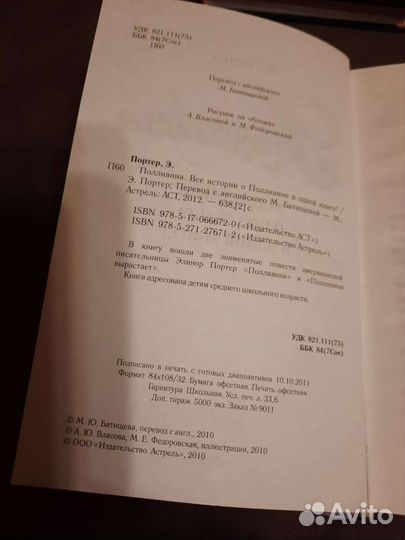 УДК 821.111(73)
ББК 84(7Сое)
П60
Перевод с английского
М. Батищевой
Рисунок на обложке
А. Власовой и М. Федоровской
Портер, Э.
П60 Поллианна. Все истории о Поллианне в одной книге! /
Э. Портер; Перевод с английского М. Батищевой — М.:
Астрель: АСТ, 2012. — 638,[2] с.
ISBN 978-5-17-066672-0 («Издательство АСТ»)
ISBN 978-5-271-27671-2 («Издательство Астрель»)
В книгу вошли две знаменитые повести американской
писательницы Элинор Портер «Поллианна» и «Поллианна
вырастает».
Книга адресована детям среднего школьного возраста.
УДК 821.111(73)
ББК 84(7Сое)
Подписано в печать с готовых диапозитивов 10.10.2011
Формат 84х108/32. Бумага офсетная. Печать офсетная
Гарнитура Школьная. Усл. печ л. 33,6
Доп. тираж 5000 экз. Заказ № 9011
© М. Ю. Батищева, перевод с англ., 2010
© А. Ю. Власова, М. Е. Федоровская, иллюстрации, 2010
© ООО «Издательство Астрель», 2010
Avito